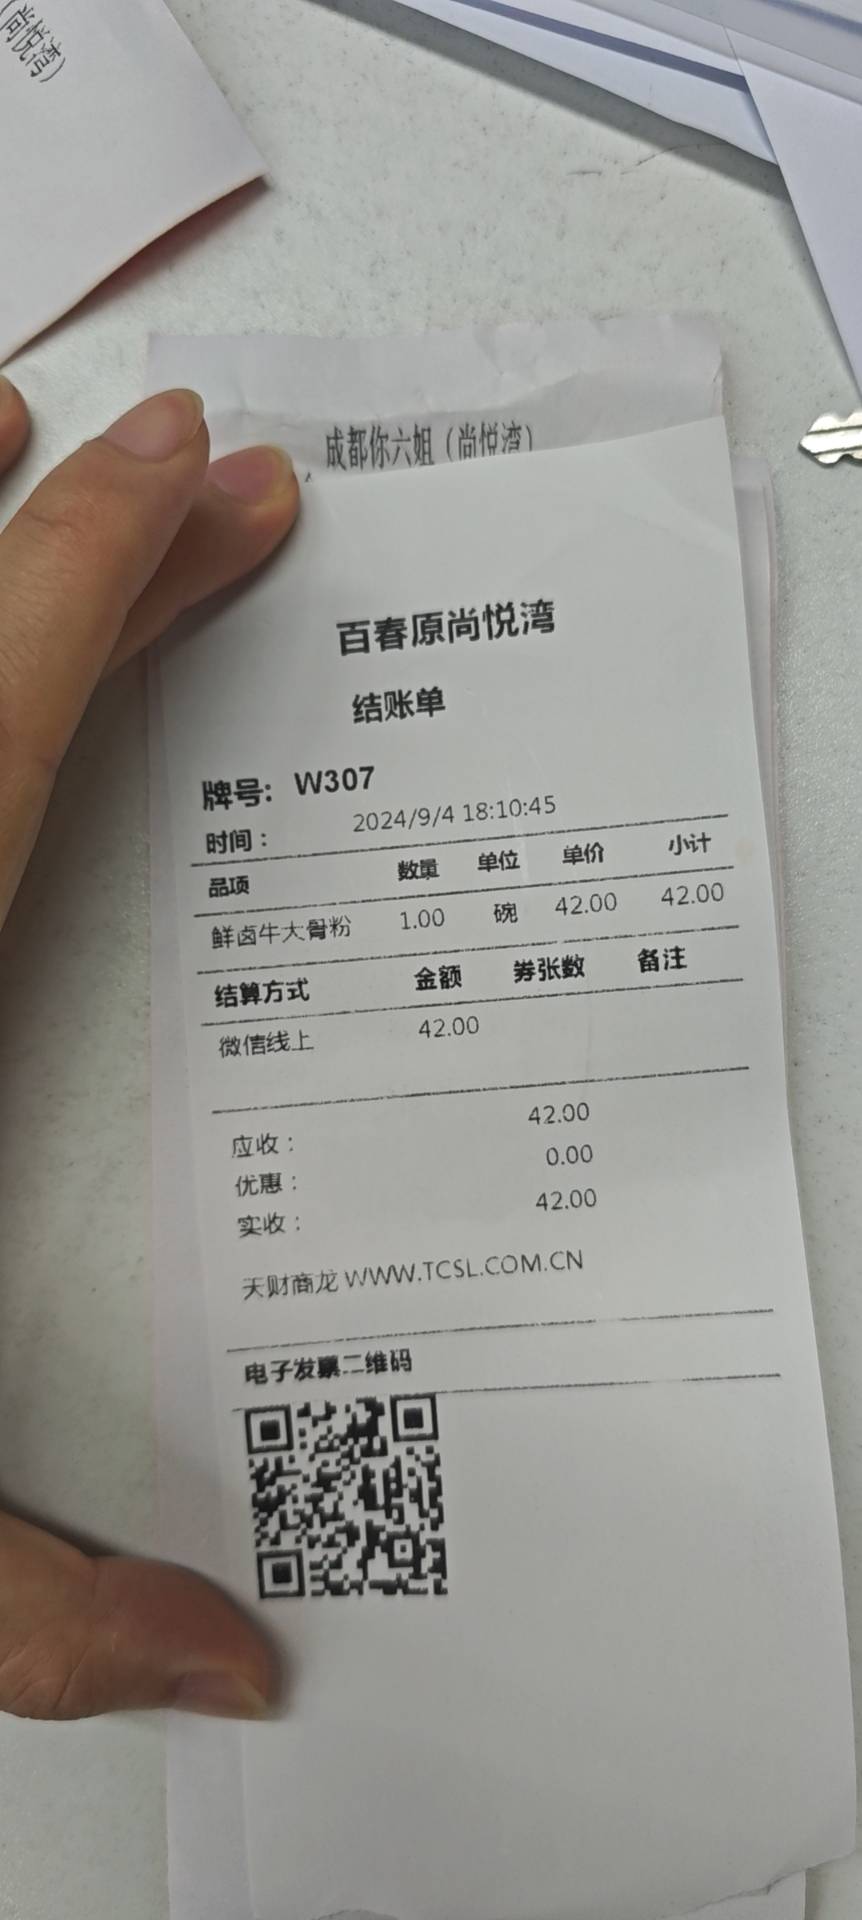 (尚悦湾)
成都你六姐（尚悦湾）
百春原尚悦湾
结账单
牌号: W307
时间： 2024/9/4 18:10:45
品项 数量 单位 单价 小计
鲜卤牛大骨粉 1.00 碗 42.00 42.00
结算方式 金额 券张数 备注
微信线上 42.00
应收： 42.00
优惠： 0.00
实收： 42.00
天财商龙 WWW.TCSL.COM.CN
电子发票二维码